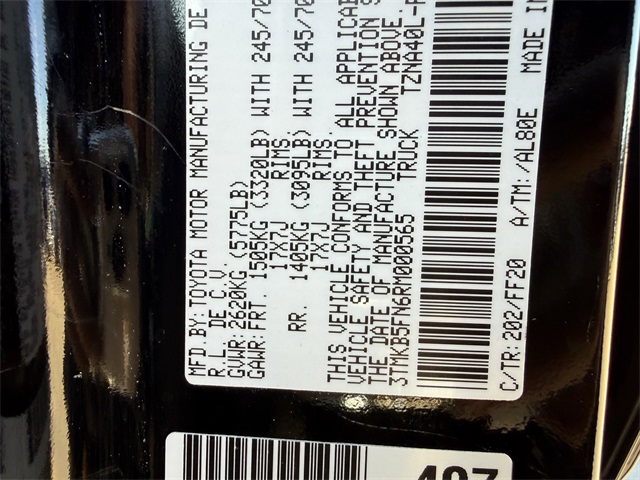 MFD.BY:TOYOTA MOTOR MANUFACTURING DE
R.L. DE C.V.
GVWR:2620KG (5775LB)
GAWR:FRT. 1505KG (3320LB) WITH 245/70
17X7J RIMS,
RR. 1405KG (3095LB) WITH 245/70
17X7J RIMS.
THIS VEHICLE CONFORMS TO ALL APPLICAB
VEHICLE SAFETY AND THEFT PREVENTION S
THE DATE OF MANUFACTURE SHOWN ABOVE.
3TMKB5FN6RM000565 TRUCK TZNA40L-
C/TR:202/FF20 A/TM:/AL80E MADE IN
497